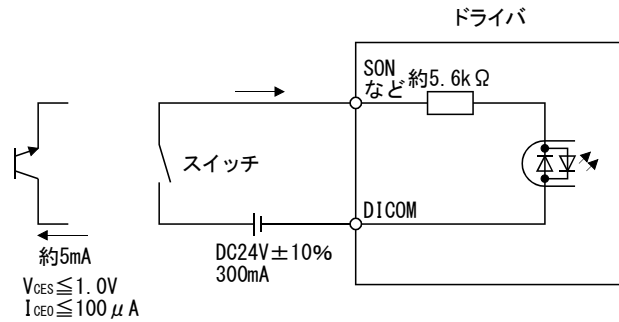 ドライバ
SON
など
約5.6kΩ
スイッチ
DICOM
約5mA
DC24V±10%
300mA
VCES≦1.0V
ICEO≦100μA